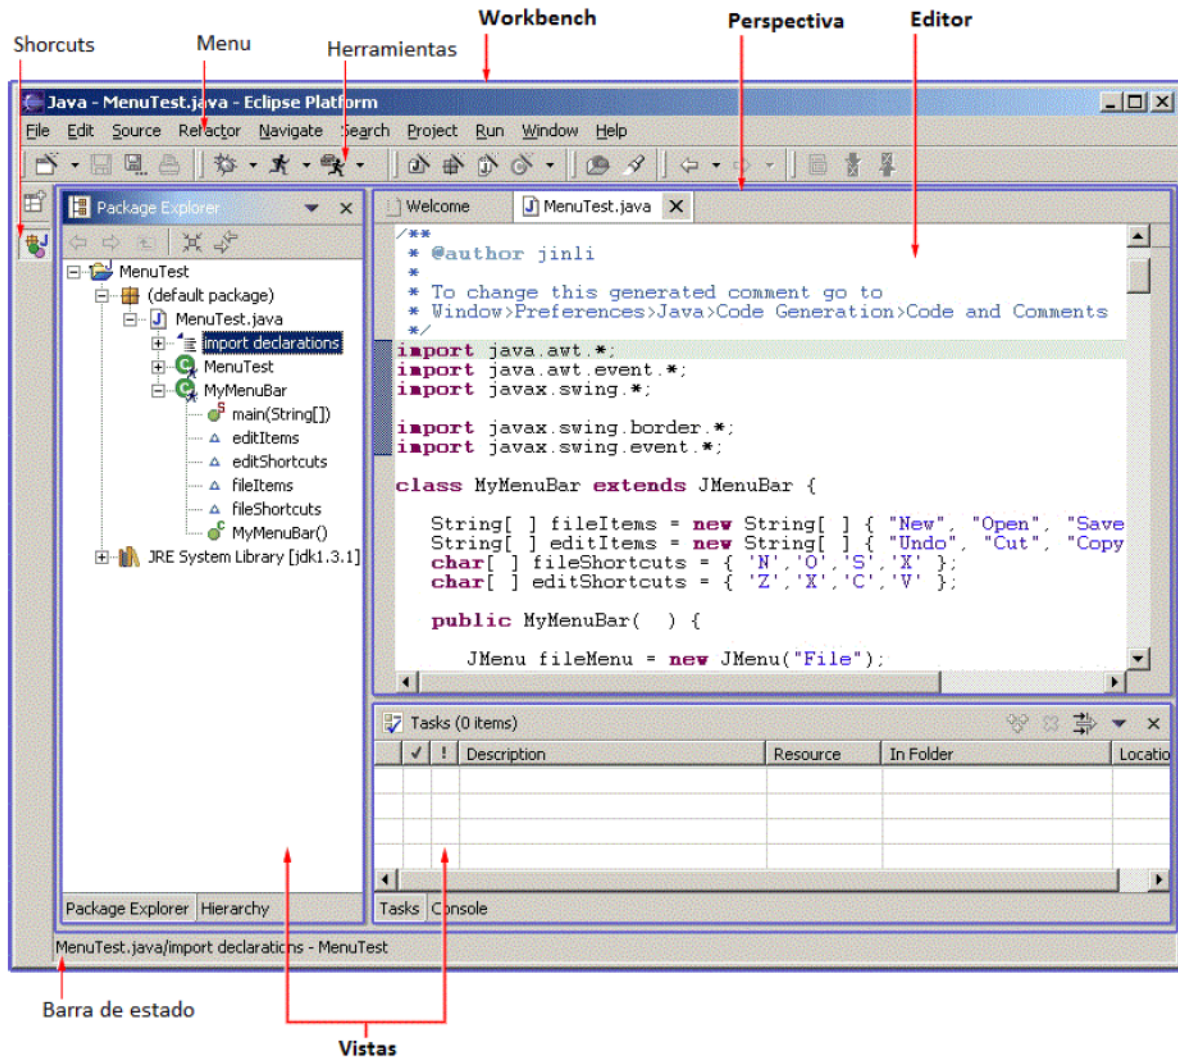 Workbench
Perspectiva
Editor
Shorcuts
Menu
Herramientas
Java - MenuTest.java - Eclipse Platform
File Edit Source Refactor Navigate Search Project Run Window Help
Package Explorer
Welcome
MenuTest.java
MenuTest
(default package)
MenuTest.java
import declarations
MenuTest
MyMenuBar
main(String[])
editItems
editShortcuts
fileItems
fileShortcuts
MyMenuBar()
JRE System Library [jdk1.3.1]
/**
* @author jinli
*
* To change this generated comment go to
* Window>Preferences>Java>Code Generation>Code and Comments
*/
import java.awt.*;
import java.awt.event.*;
import javax.swing.*;
import javax.swing.border.*;
import javax.swing.event.*;
class MyMenuBar extends JMenuBar {
String[ ] fileItems = new String[ ] { "New", "Open", "Save
String[ ] editItems = new String[ ] { "Undo", "Cut", "Copy
char[ ] fileShortcuts = { 'N','O','S','X' };
char[ ] editShortcuts = { 'Z','X','C','V' };
public MyMenuBar( ) {
JMenu fileMenu = new JMenu("File");
Tasks (0 items)
! Description Resource In Folder Locatio
Package Explorer Hierarchy
Tasks Console
MenuTest.java/import declarations - MenuTest
Barra de estado
Vistas